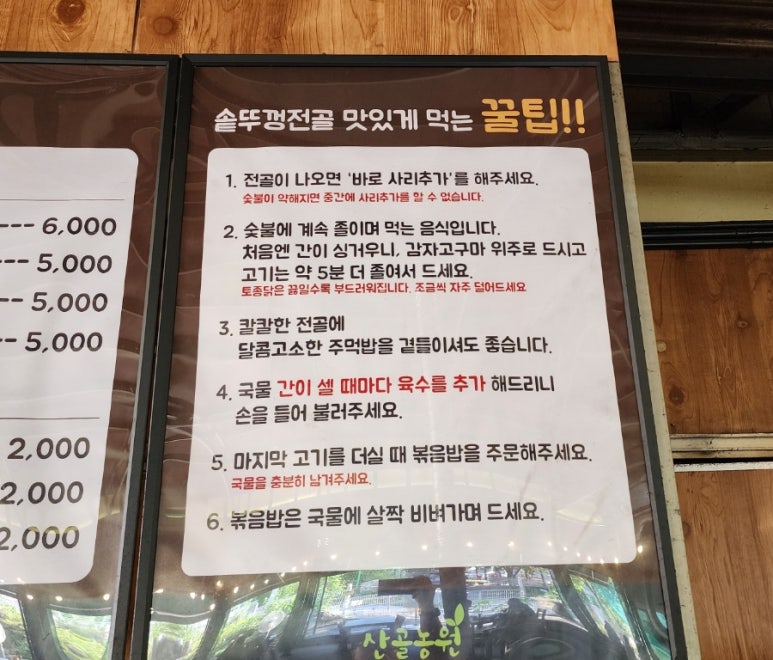 솥뚜껑전골 맛있게 먹는 꿀팁!!
1. 전골이 나오면 '바로 사리추가'를 해주세요.
숯불이 약해지면 중간에 사리추가를 할 수 없습니다.
2. 숯불에 계속 졸이며 먹는 음식입니다.
처음엔 간이 싱거우니, 감자고구마 위주로 드시고
고기는 약 5분 더 졸여서 드세요.
토종닭은 끓일수록 부드러워집니다. 조금씩 자주 덜어드세요
3. 칼칼한 전골에
달콤고소한 주먹밥을 곁들이셔도 좋습니다.
4. 국물 간이 셀 때마다 육수를 추가 해드리니
손을 들어 불러주세요.
5. 마지막 고기를 더실 때 볶음밥을 주문해주세요.
국물을 충분히 남겨주세요.
6. 볶음밥은 국물에 살짝 비벼가며 드세요.
산골농원
--- 6,000
-- 5,000
-- 5,000
-- 5,000
2,000
2,000
2,000